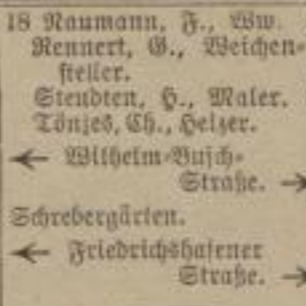 18 Naumann, F., Ww.
Rennert, G., Weichen-
steller.
Steudten, H., Maler.
Tönjes, Ch., Heizer.
← Wilhelm-Busch-
Straße. →
Schrebergärten.
← Friedrichshafener
Straße. →